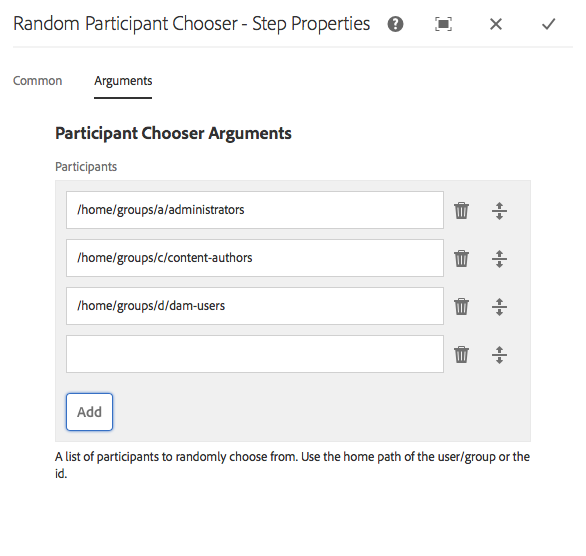 Random Participant Chooser - Step Properties
Common
Arguments
Participant Chooser Arguments
Participants
/home/groups/a/administrators
/home/groups/c/content-authors
/home/groups/d/dam-users
Add
A list of participants to randomly choose from. Use the home path of the user/group or the
id.